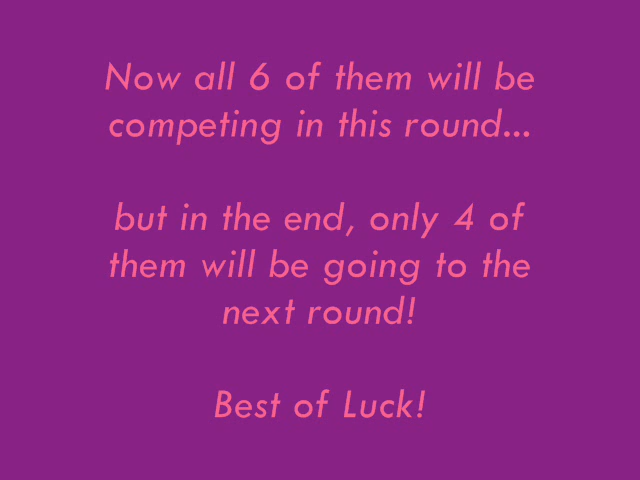 Now all 6 of them will be
competing in this round...
but in the end, only 4 of
them will be going to the
next round!
Best of Luck!